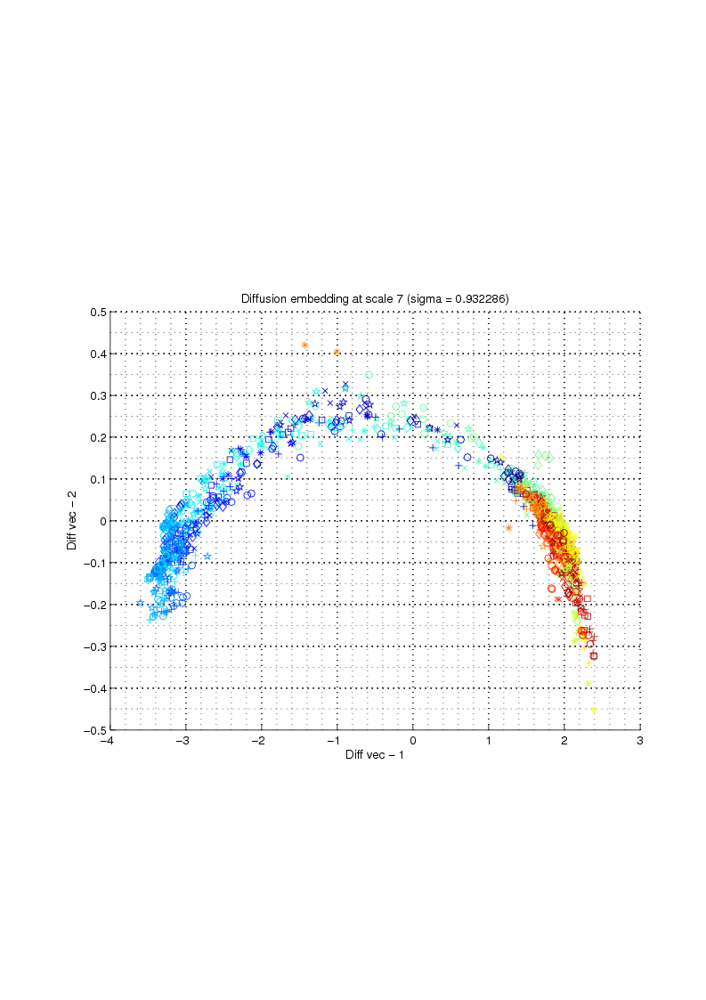 Diffusion embedding at scale 7 (sigma = 0.932286)
0.5
0.4
0.3
0.2
0.1
0
−0.1
−0.2
−0.3
−0.4
−0.5
Diff vec − 2
−4 −3 −2 −1 0 1 2 3
Diff vec − 1